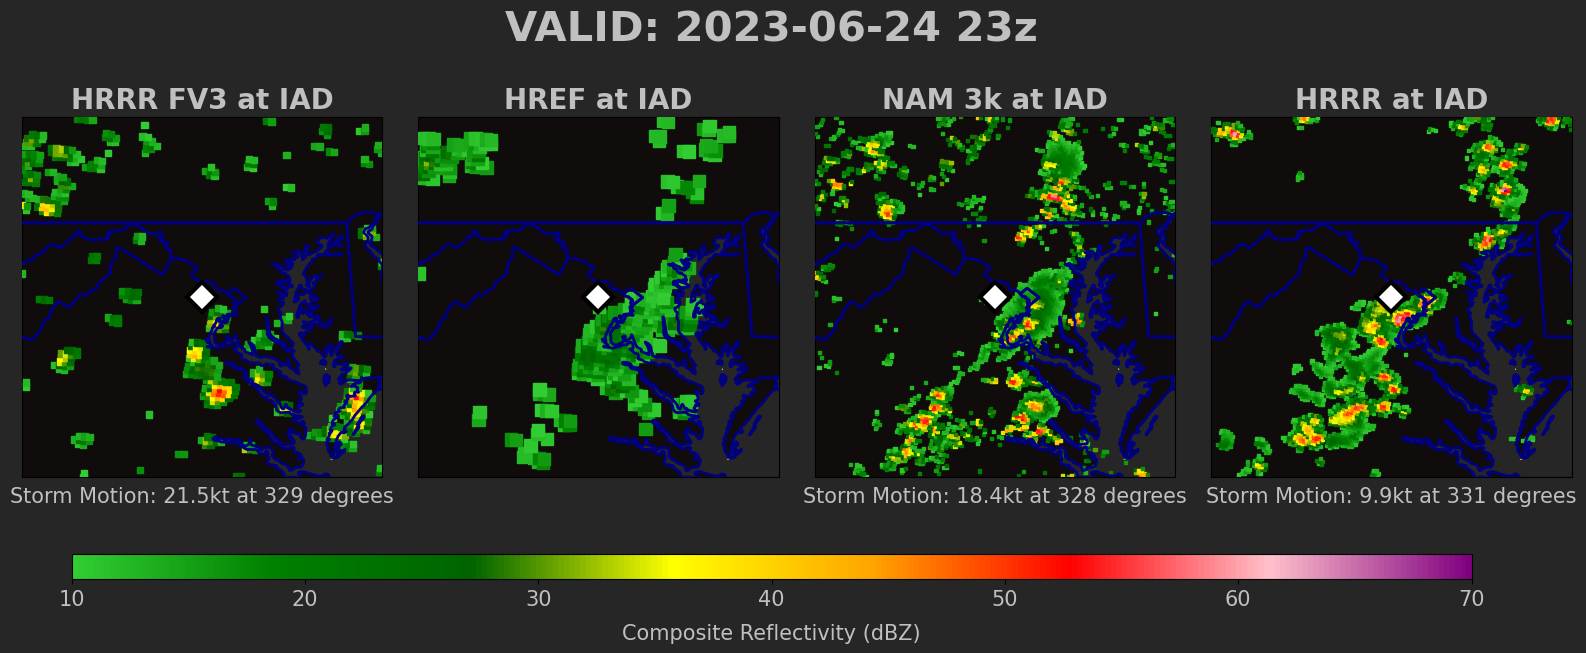 VALID: 2023-06-24 23z
HRRR FV3 at IAD
HREF at IAD
NAM 3k at IAD
HRRR at IAD
Storm Motion: 21.5kt at 329 degrees
Storm Motion: 18.4kt at 328 degrees
Storm Motion: 9.9kt at 331 degrees
10 20 30 40 50 60 70
Composite Reflectivity (dBZ)